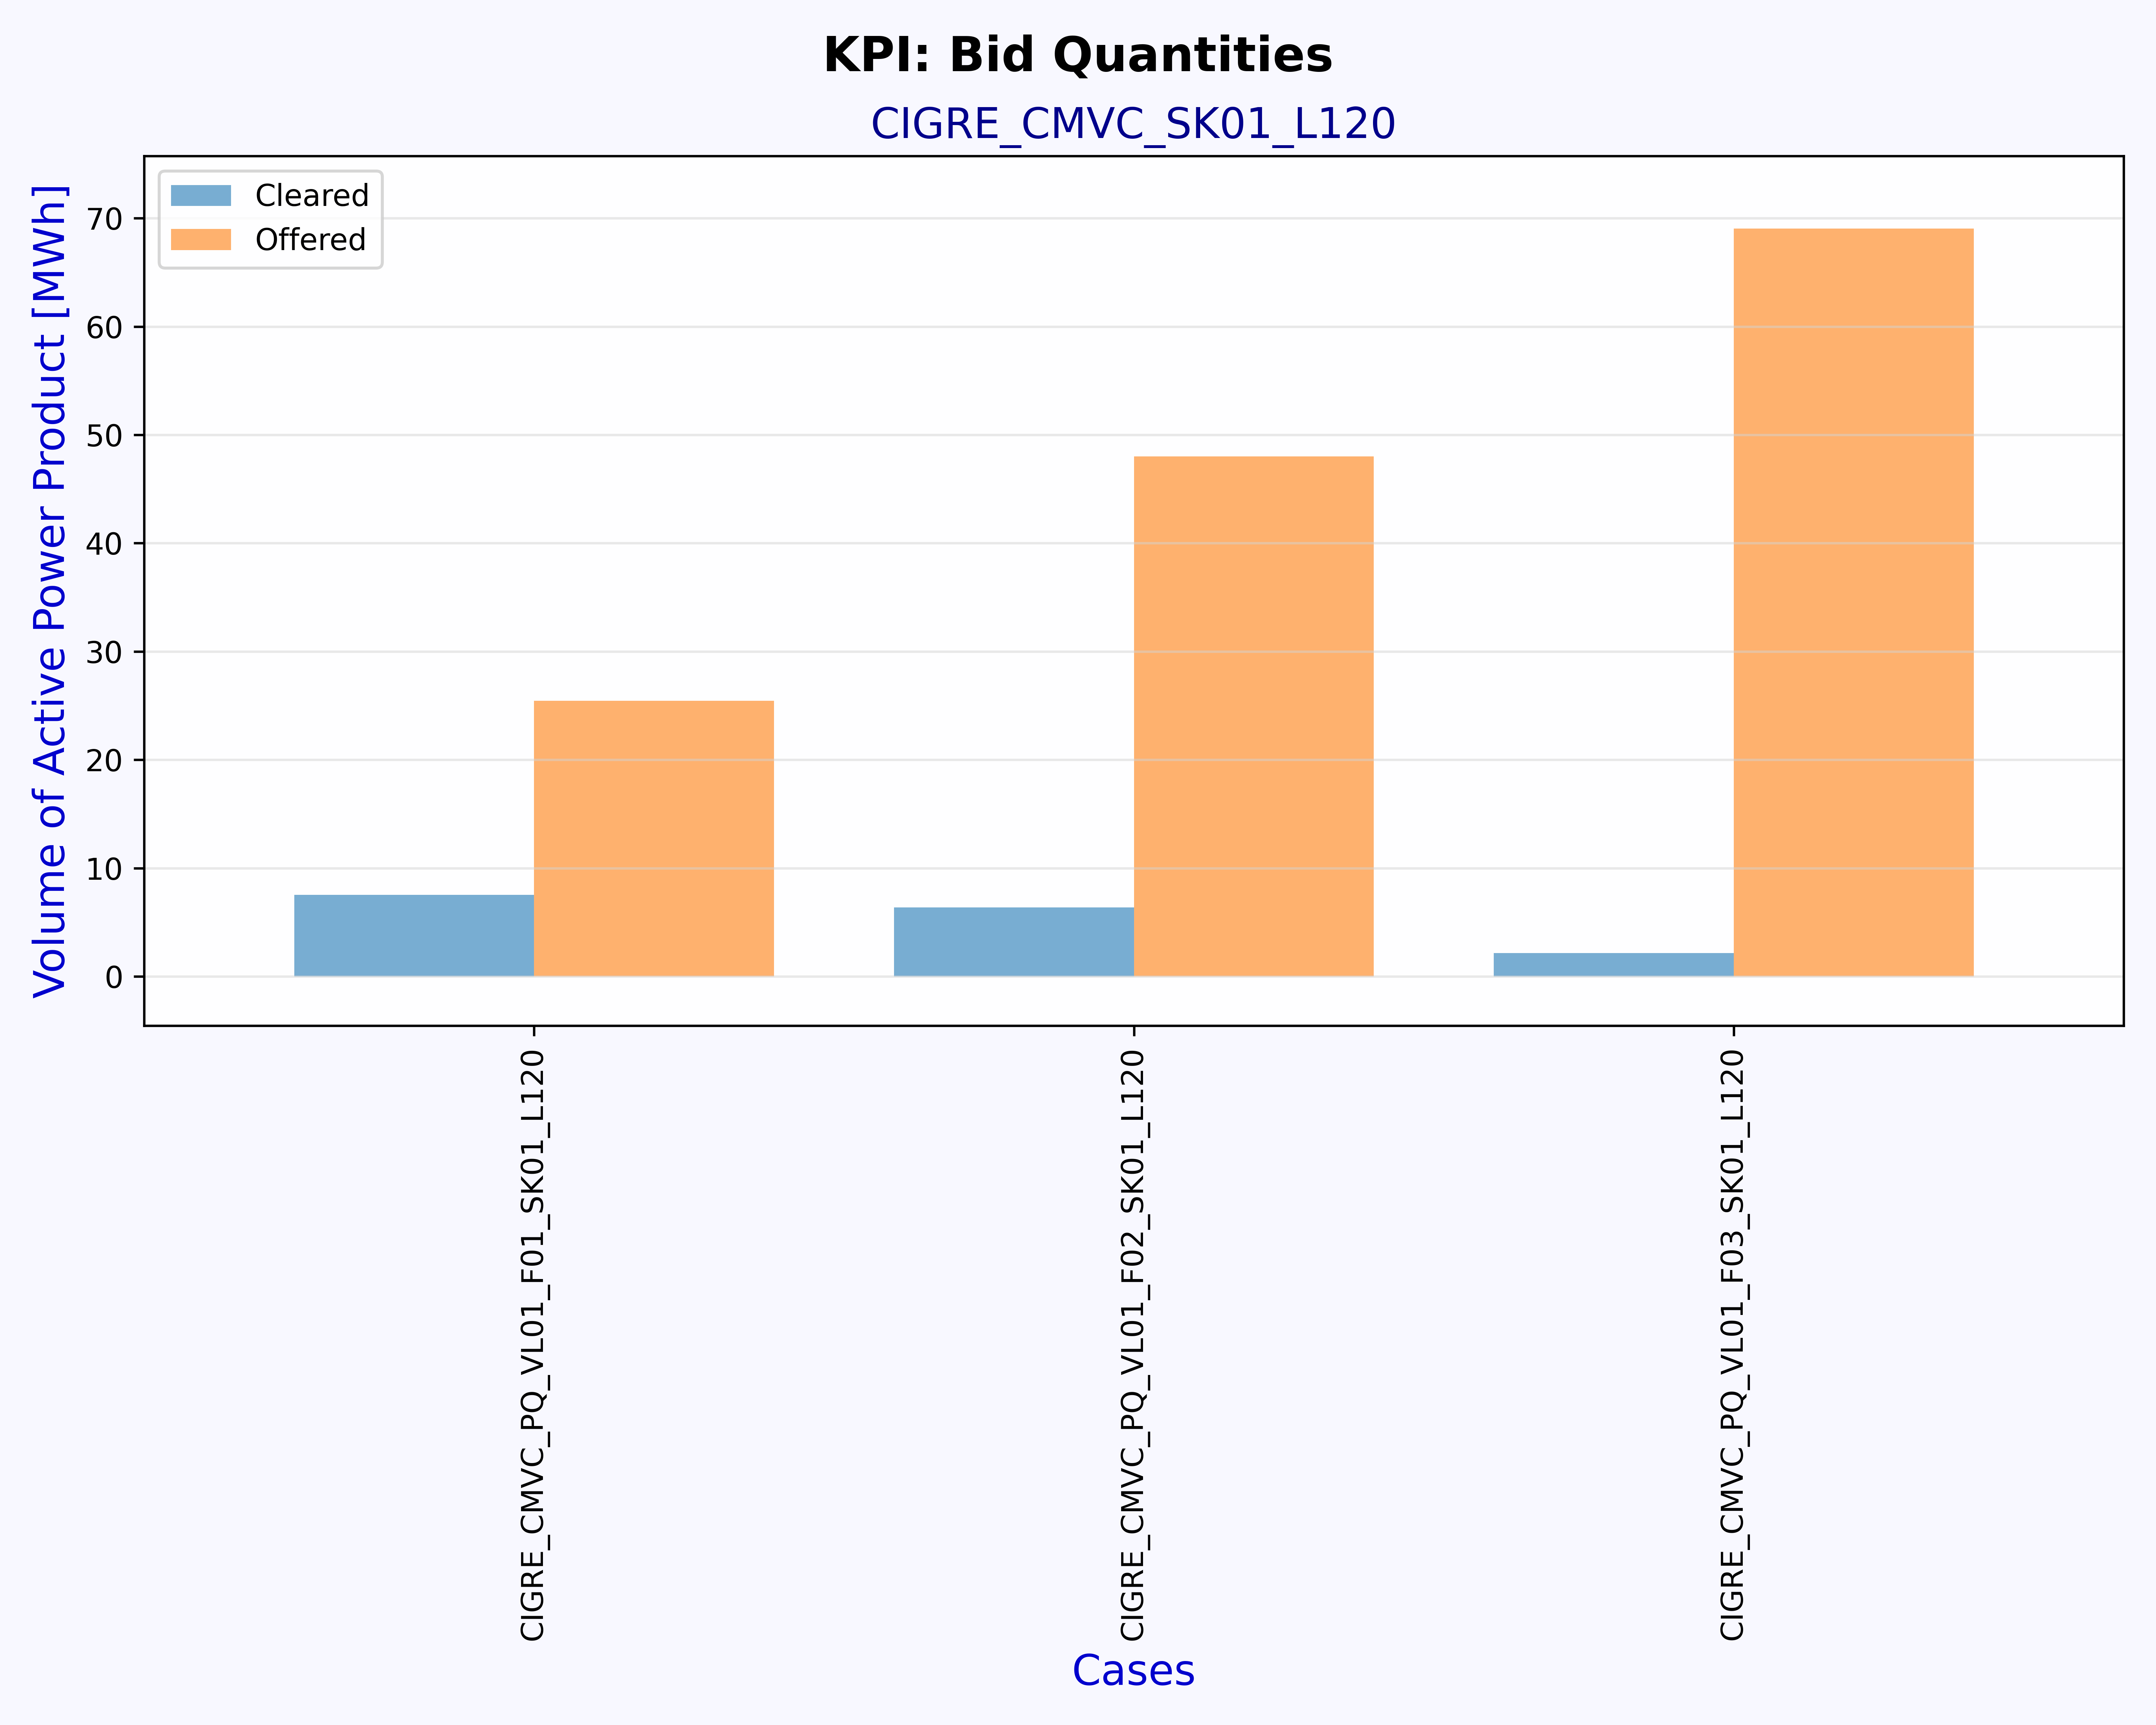 KPI: Bid Quantities
CIGRE_CMVC_SK01_L120
Cleared
Offered
Volume of Active Power Product [MWh]
70
60
50
40
30
20
10
0
CIGRE_CMVC_PQ_VL01_F01_SK01_L120
CIGRE_CMVC_PQ_VL01_F02_SK01_L120
CIGRE_CMVC_PQ_VL01_F03_SK01_L120
Cases